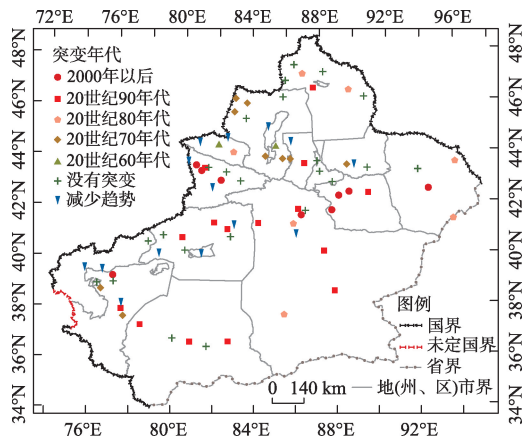 72°E 76°E 80°E 84°E 88°E 92°E 96°E
48°N
46°N
44°N
42°N
40°N
38°N
36°N
34°N
48°N
46°N
44°N
42°N
40°N
38°N
36°N
34°N
突变年代
2000年以后
20世纪90年代
20世纪80年代
20世纪70年代
20世纪60年代
没有突变
减少趋势
图例
国界
未定国界
省界
地(州、区)市界
0 140 km
76°E 80°E 84°E 88°E 92°E